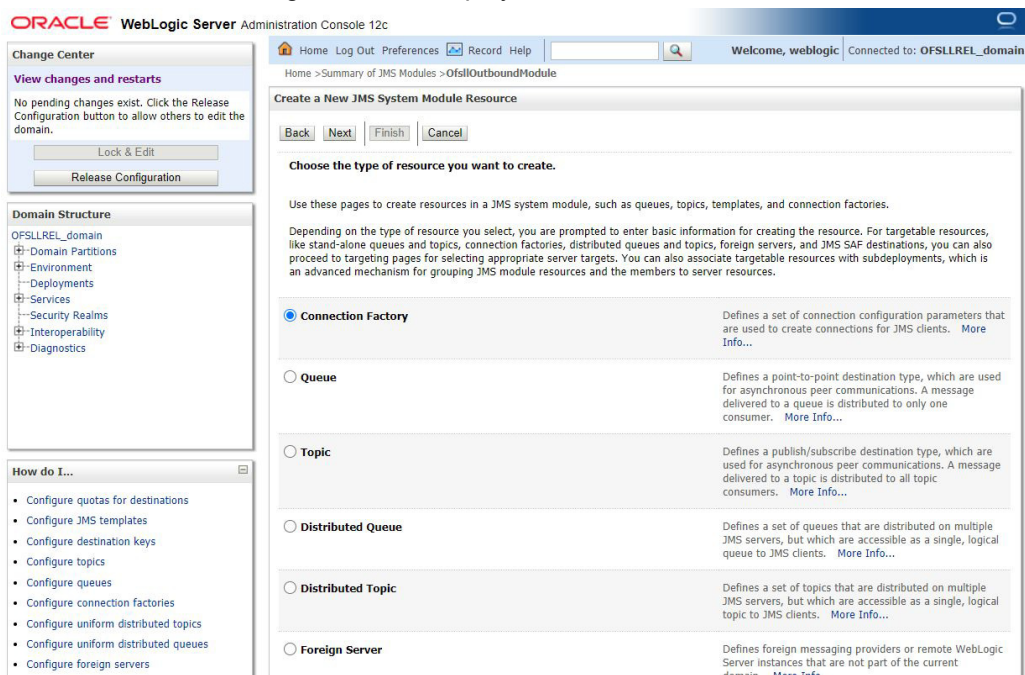 ORACLE WebLogic Server Administration Console 12c
Change Center
View changes and restarts
No pending changes exist. Click the Release
Configuration button to allow others to edit the
domain.
Lock & Edit
Release Configuration
Domain Structure
OFSLLREL_domain
Domain Partitions
Environment
Deployments
Services
Security Realms
Interoperability
Diagnostics
How do I...
Configure quotas for destinations
Configure JMS templates
Configure destination keys
Configure topics
Configure queues
Configure connection factories
Configure uniform distributed topics
Configure uniform distributed queues
Configure foreign servers
Home Log Out Preferences Record Help
Welcome, weblogic Connected to: OFSLLREL_domain
Home >Summary of JMS Modules >OfsllOutboundModule
Create a New JMS System Module Resource
Back Next Finish Cancel
Choose the type of resource you want to create.
Use these pages to create resources in a JMS system module, such as queues, topics, templates, and connection factories.
Depending on the type of resource you select, you are prompted to enter basic information for creating the resource. For targetable resources,
like stand-alone queues and topics, connection factories, distributed queues and topics, foreign servers, and JMS SAF destinations, you can also
proceed to targeting pages for selecting appropriate server targets. You can also associate targetable resources with subdeployments, which is
an advanced mechanism for grouping JMS module resources and the members to server resources.
Connection Factory
Defines a set of connection configuration parameters that
are used to create connections for JMS clients. More
Info...
Queue
Defines a point-to-point destination type, which are used
for asynchronous peer communications. A message
delivered to a queue is distributed to only one
consumer. More Info...
Topic
Defines a publish/subscribe destination type, which are
used for asynchronous peer communications. A message
delivered to a topic is distributed to all topic
consumers. More Info...
Distributed Queue
Defines a set of queues that are distributed on multiple
JMS servers, but which are accessible as a single, logical
queue to JMS clients. More Info...
Distributed Topic
Defines a set of topics that are distributed on multiple
JMS servers, but which are accessible as a single, logical
topic to JMS clients. More Info...
Foreign Server
Defines foreign messaging providers or remote WebLogic
Server instances that are not part of the current
domain. More Info...